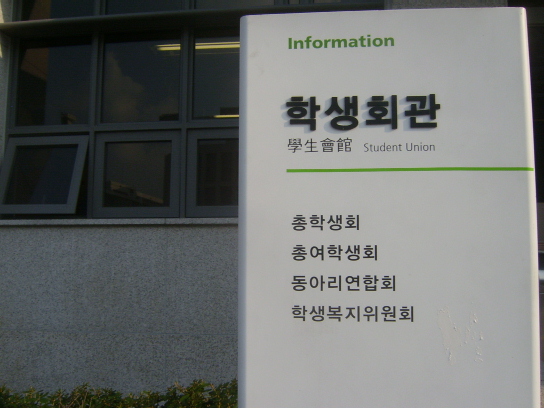 Information
학생회관
學生會館 Student Union
총학생회
총여학생회
동아리연합회
학생복지위원회